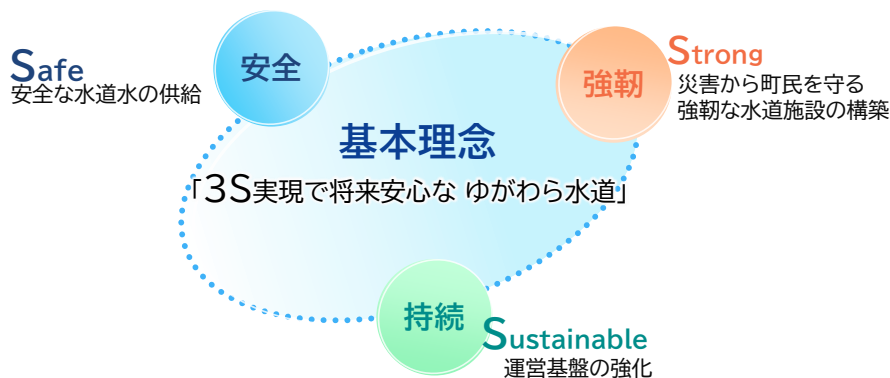 Safe
安全な水道水の供給
安全
強靭
Strong
災害から町民を守る
強靭な水道施設の構築
基本理念
「3S実現で将来安心な ゆがわら水道」
持続
Sustainable
運営基盤の強化